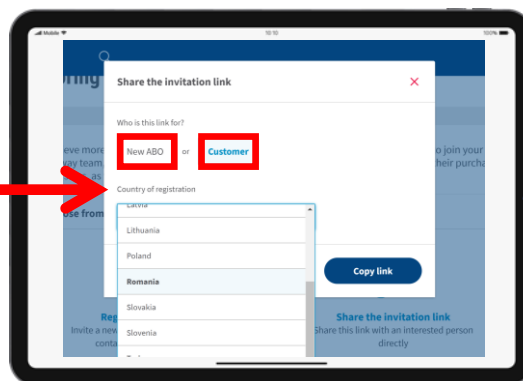 Mobile
10:10
100%
Share the invitation link
Who is this link for?
New ABO or Customer
eve more
o join your
way team,
heir purcha
as
Country of registration
ose from
Latvia
Lithuania
Poland
Romania
Copy link
Slovakia
Reg
Share the invitation link
Invite a new
Share this link with an interested person
Slovenia
conta
directly